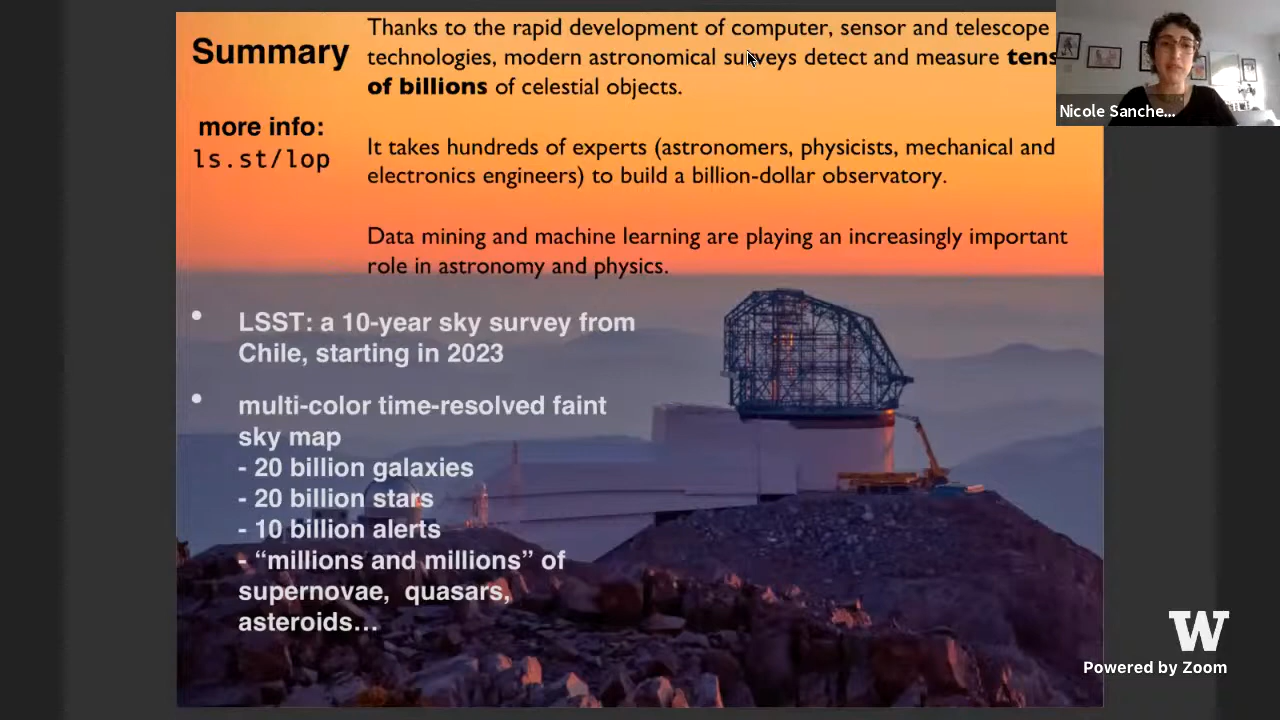 Summary
more info:
ls.st/lop
Thanks to the rapid development of computer, sensor and telescope
technologies, modern astronomical surveys detect and measure tens
of billions of celestial objects.
It takes hundreds of experts (astronomers, physicists, mechanical and
electronics engineers) to build a billion-dollar observatory.
Data mining and machine learning are playing an increasingly important
role in astronomy and physics.
• LSST: a 10-year sky survey from
Chile, starting in 2023
• multi-color time-resolved faint
sky map
- 20 billion galaxies
- 20 billion stars
- 10 billion alerts
- “millions and millions” of
supernovae, quasars,
asteroids…
Nicole Sanche...
W
Powered by Zoom